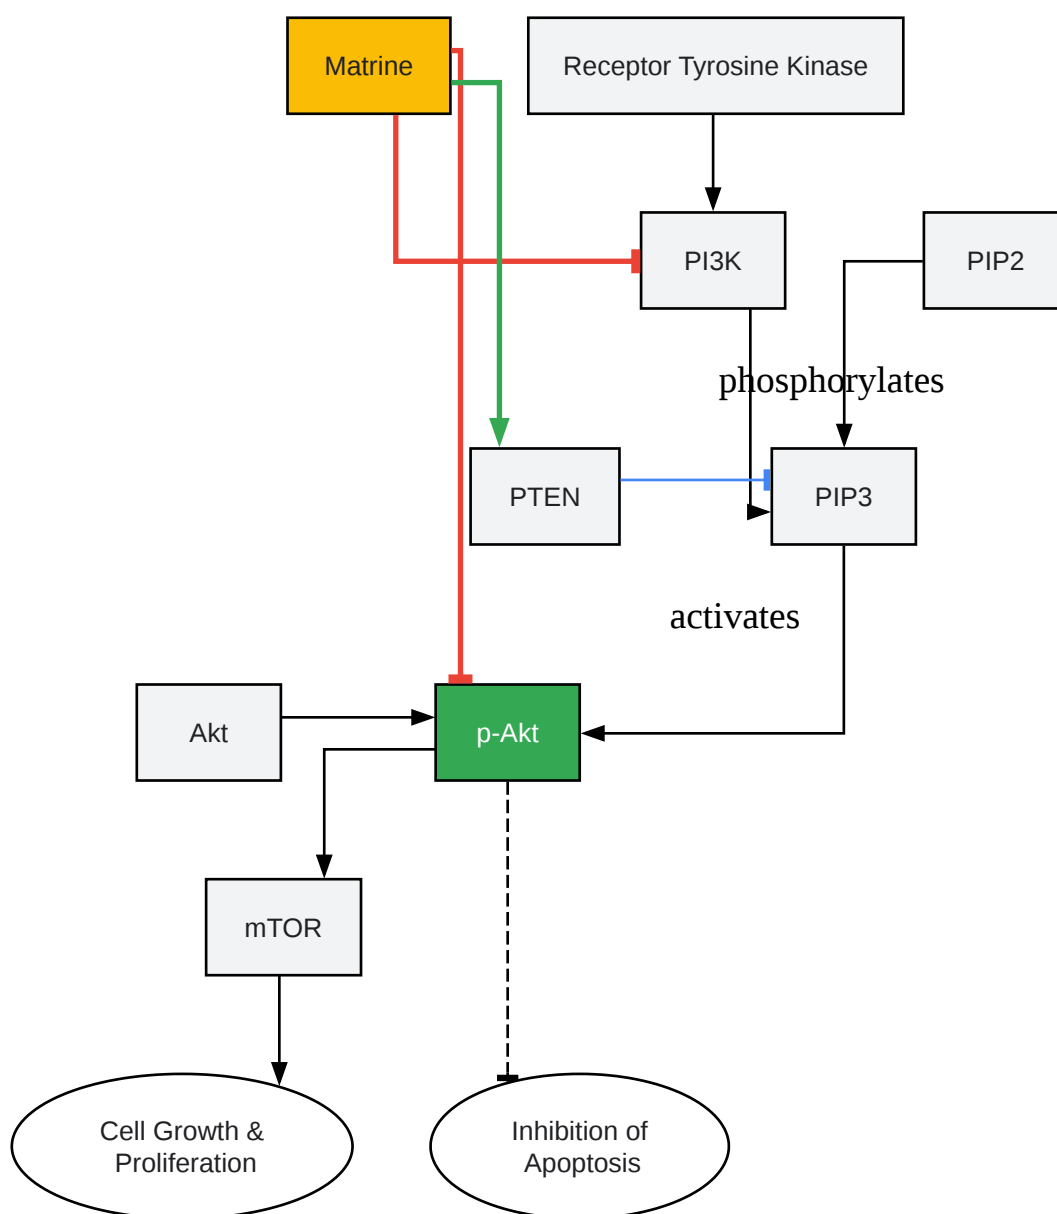 Matrine
Receptor Tyrosine Kinase
PI3K
PIP2
phosphorylates
PTEN
PIP3
activates
Akt
p-Akt
mTOR
Cell Growth &
Proliferation
Inhibition of
Apoptosis